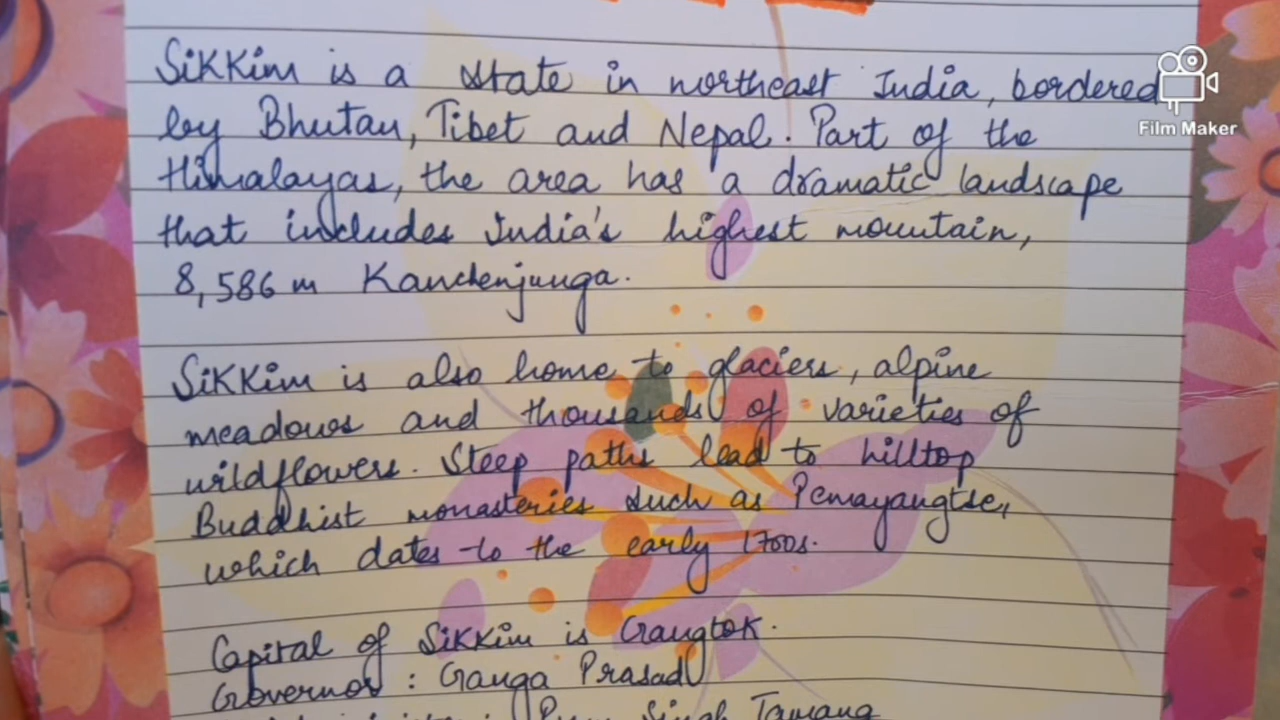 Sikkim is a state in northeast India, bordered
Film Maker
by Bhutan, Tibet and Nepal. Part of the
Himalayas, the area has a dramatic landscape
that includes India's highest mountain,
8,586 m Kanchenjunga.
Sikkim is also home to glaciers, alpine
meadows and thousands of varieties of
wildflowers. Steep paths lead to hilltop
Buddhist monasteries such as Pemayangtse,
which dates to the early 1700s.
Capital of Sikkim is Gangtok.
Governor : Ganga Prasad
Singh Tamang